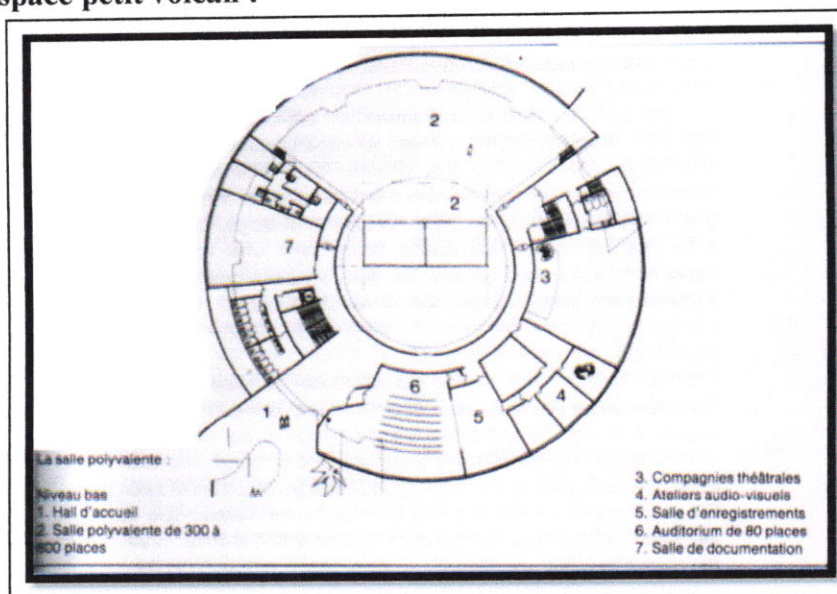 space petit volcan :
2
2
7
3
1
6
5
4
La salle polyvalente
Niveau bas
1. Hall d'accueil
2. Salle polyvalente de 300 à
800 places
3. Compagnies théâtrales
4. Ateliers audio-visuels
5. Salle d'enregistrements
6. Auditorium de 80 places
7. Salle de documentation